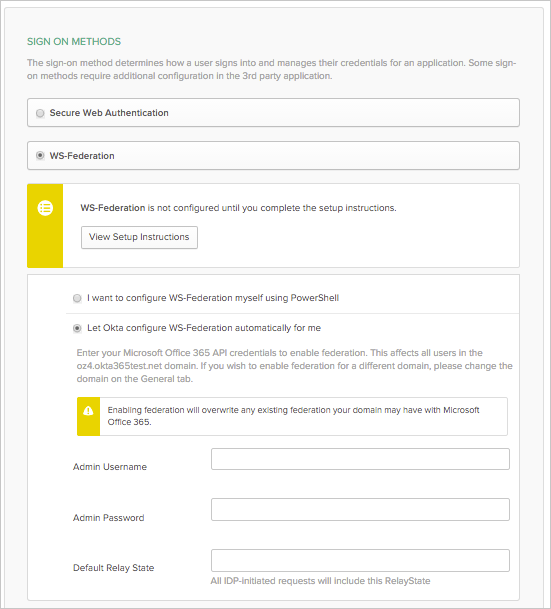 SIGN ON METHODS
The sign-on method determines how a user signs into and manages their credentials for an application. Some sign-
on methods require additional configuration in the 3rd party application.
Secure Web Authentication
WS-Federation
WS-Federation is not configured until you complete the setup instructions.
View Setup Instructions
I want to configure WS-Federation myself using PowerShell
Let Okta configure WS-Federation automatically for me
Enter your Microsoft Office 365 API credentials to enable federation. This affects all users in the
oz4.okta365test.net domain. If you wish to enable federation for a different domain, please change the
domain on the General tab.
Enabling federation will overwrite any existing federation your domain may have with Microsoft
Office 365.
Admin Username
Admin Password
Default Relay State
All IDP-initiated requests will include this RelayState